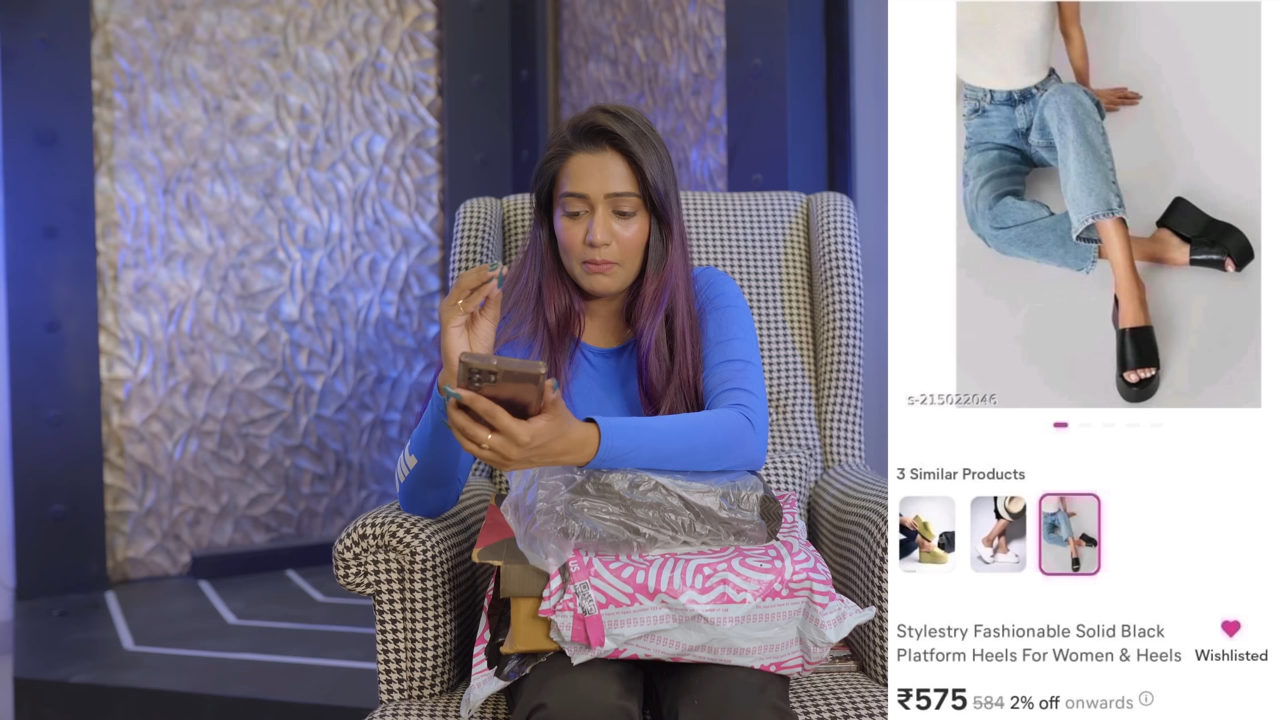 s-215022046
3 Similar Products
Stylestry Fashionable Solid Black
Platform Heels For Women & Heels
Wishlisted
₹575 584 2% off onwards